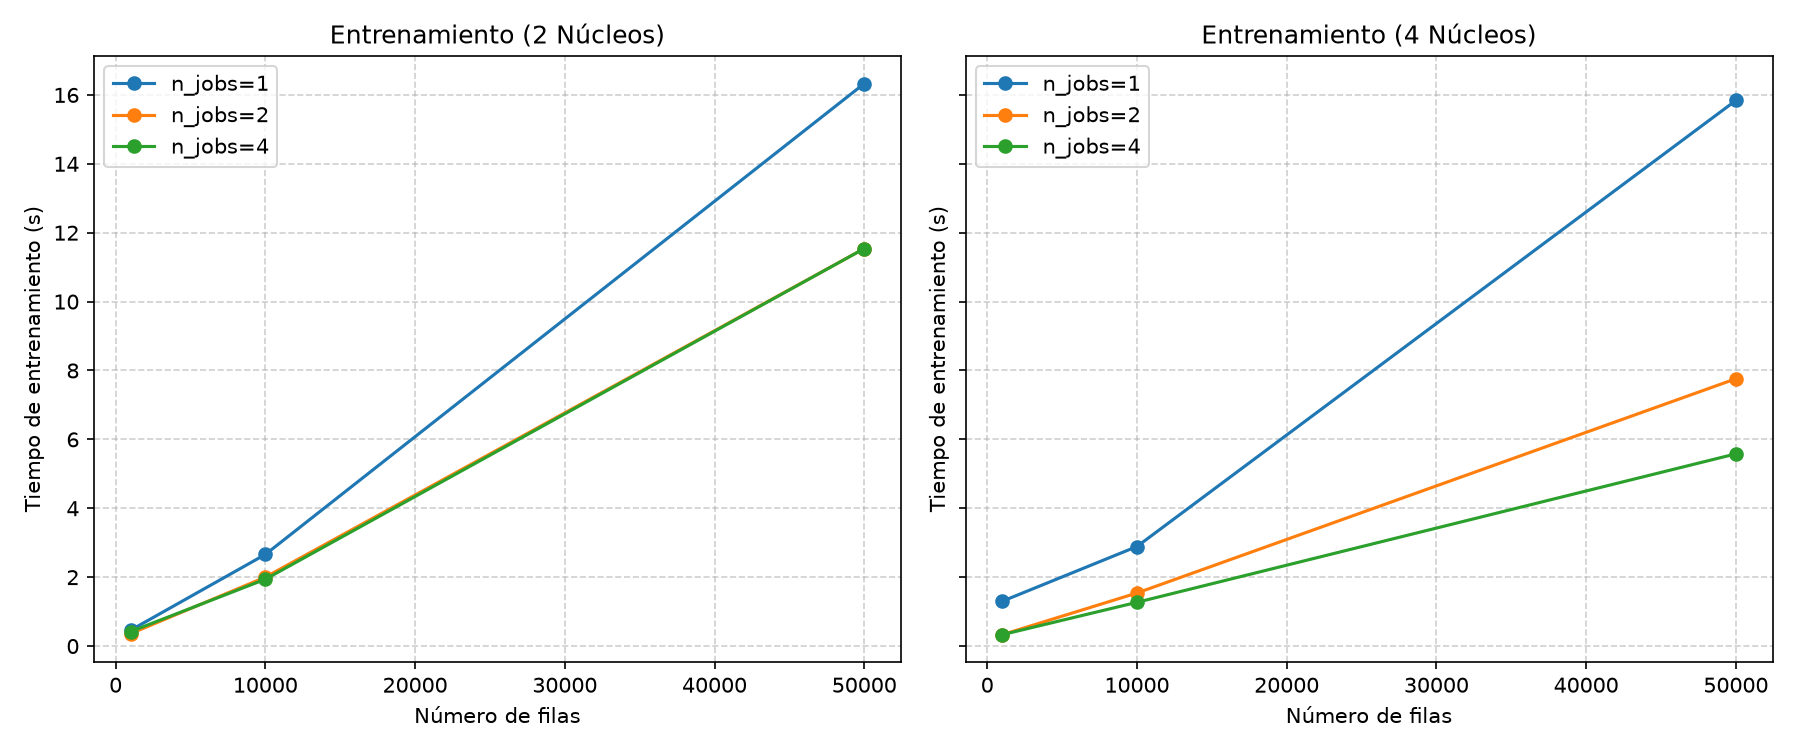 Entrenamiento (2 Núcleos)
n_jobs=1
n_jobs=2
n_jobs=4
Tiempo de entrenamiento (s)
16
14
12
10
8
6
4
2
0
0 10000 20000 30000 40000 50000
Número de filas
Entrenamiento (4 Núcleos)
n_jobs=1
n_jobs=2
n_jobs=4
Tiempo de entrenamiento (s)
0 10000 20000 30000 40000 50000
Número de filas